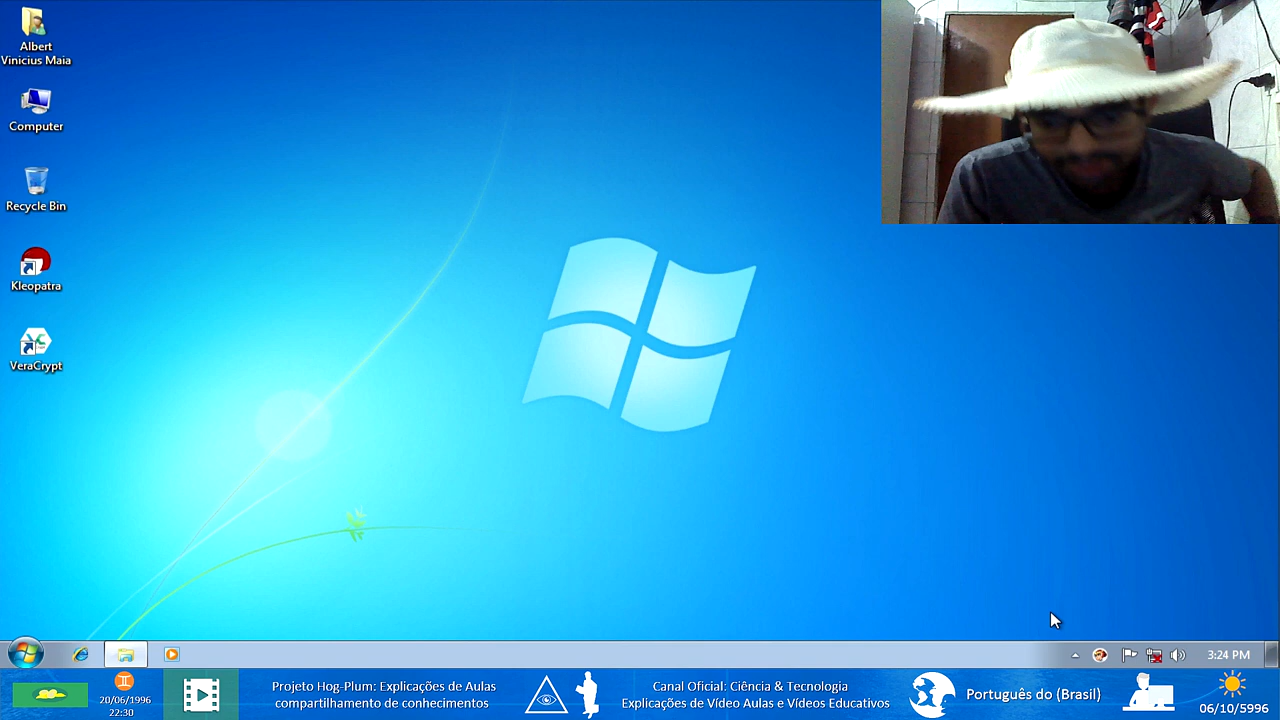 Albert
Vinicius Maia
Computer
Recycle Bin
Kleopatra
VeraCrypt
3:24 PM
20/06/1996
22:30
Projeto Hog-Plum: Explicações de Aulas
compartilhamento de conhecimentos
Canal Oficial: Ciência & Tecnologia
Explicações de Vídeo Aulas e Vídeos Educativos
Português do (Brasil)
06/10/5996